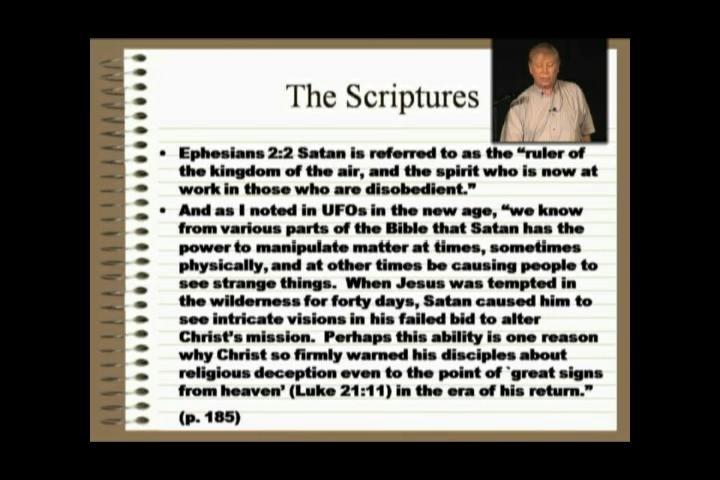 The Scriptures
• Ephesians 2:2 Satan is referred to as the “ruler of
the kingdom of the air, and the spirit who is now at
work in those who are disobedient.”
• And as I noted in UFOs in the new age, “we know
from various parts of the Bible that Satan has the
power to manipulate matter at times, sometimes
physically, and at other times be causing people to
see strange things.  When Jesus was tempted in
the wilderness for forty days, Satan caused him to
see intricate visions in his failed bid to alter
Christ’s mission.  Perhaps this ability is one reason
why Christ so firmly warned his disciples about
religious deception even to the point of `great signs
from heaven’ (Luke 21:11) in the era of his return.”
(p. 185)